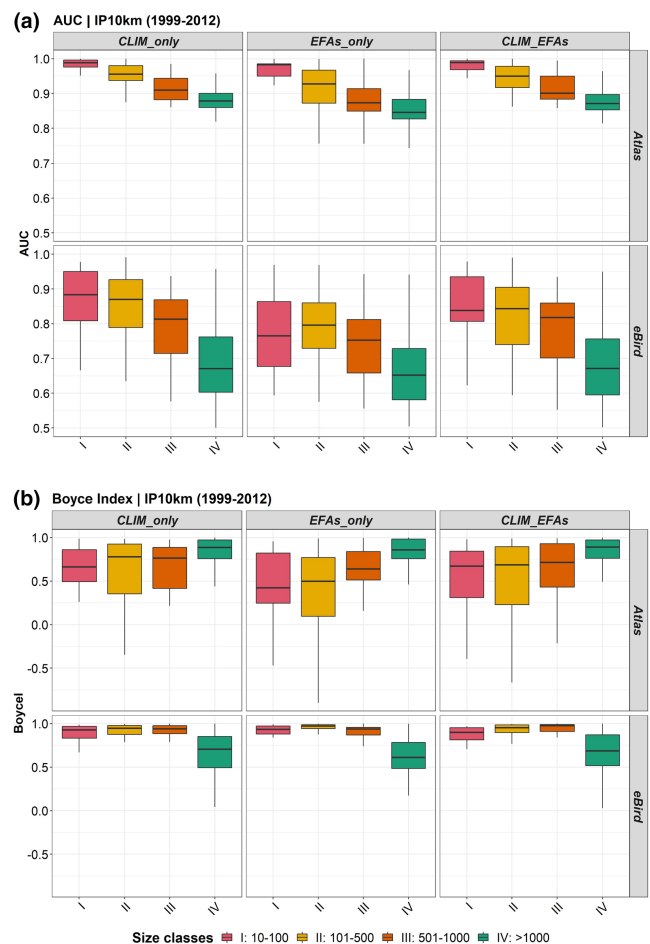 (a) AUC | IP10km (1999-2012)
CLIM_only EFAs_only CLIM_EFAs
1.0
0.9
0.8
0.7
0.6
0.5
Atlas
AUC
1.0
0.9
0.8
0.7
0.6
0.5
eBird
I II III IV I II III IV I II III IV
(b) Boyce Index | IP10km (1999-2012)
CLIM_only EFAs_only CLIM_EFAs
1.0
0.5
0.0
-0.5
Atlas
BoyceI
1.0
0.5
0.0
-0.5
eBird
I II III IV I II III IV I II III IV
Size classes I: 10-100 II: 101-500 III: 501-1000 IV: >1000